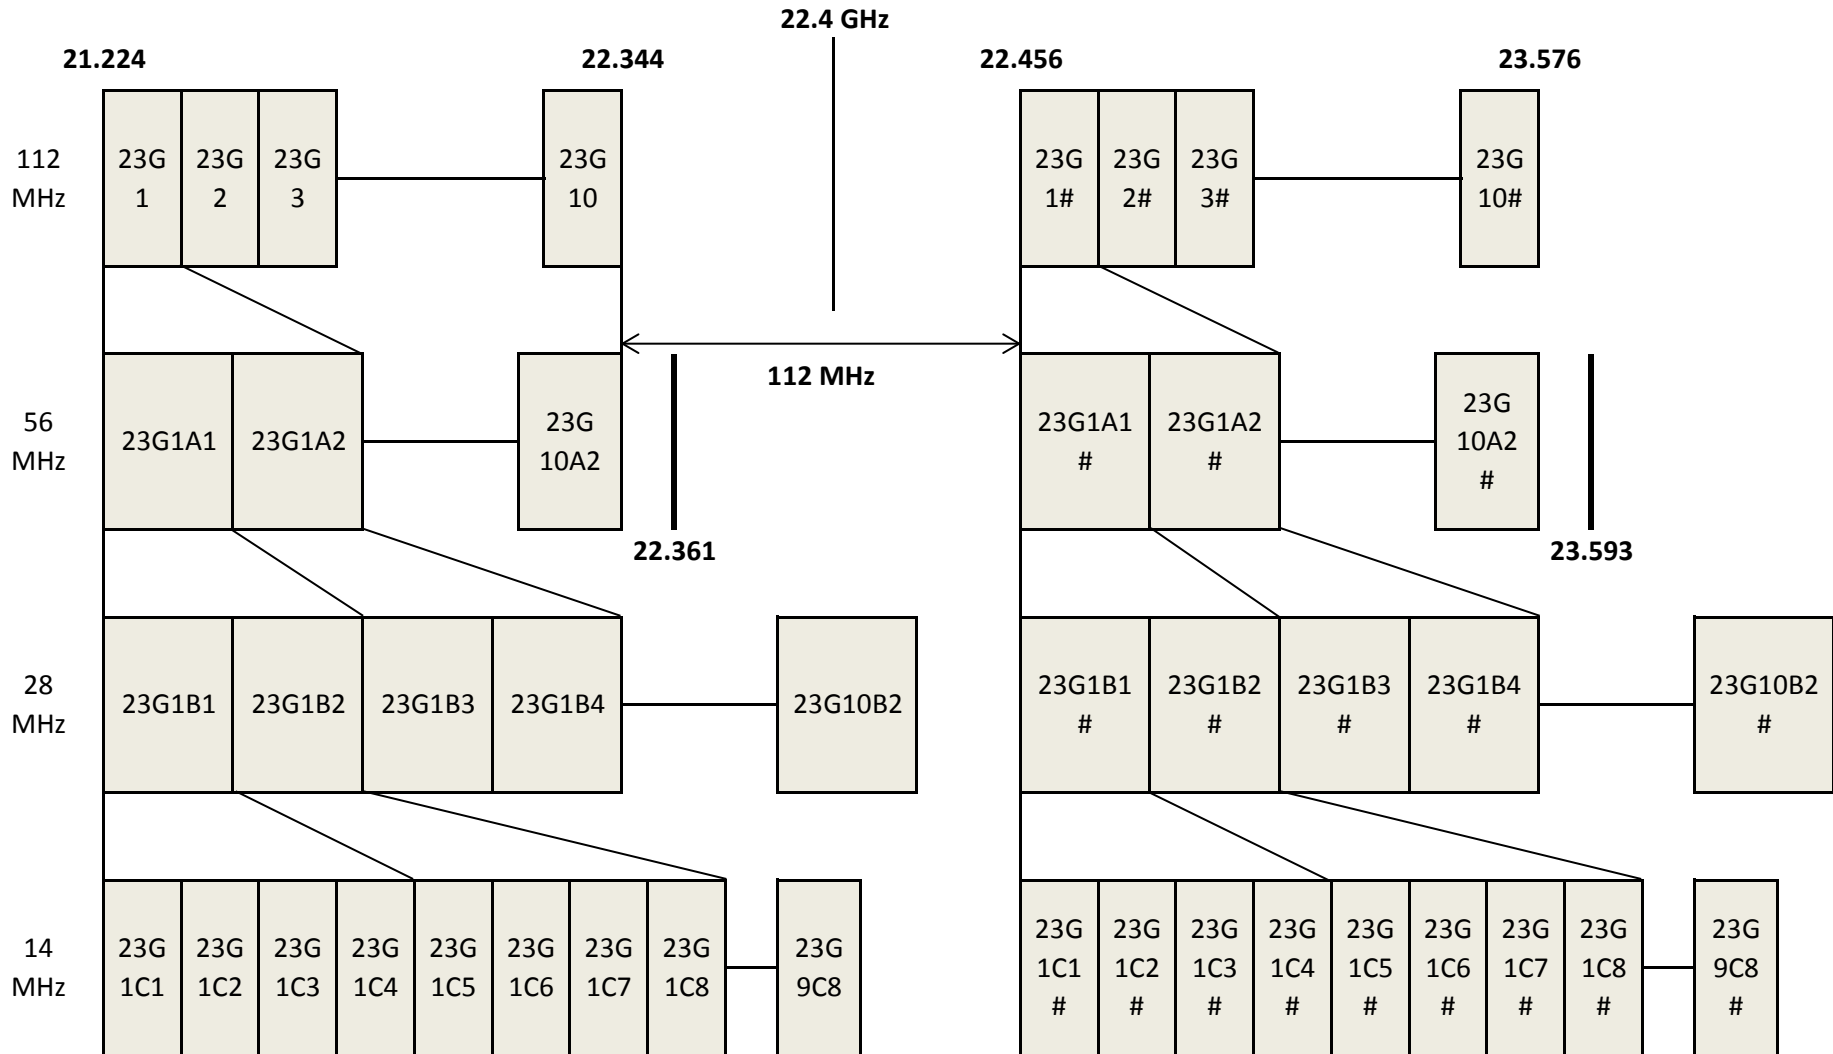 22.4 GHz
21.224
22.344
22.456
23.576
112
MHz
23G
1
23G
2
23G
3
23G
10
23G
1#
23G
2#
23G
3#
23G
10#
112 MHz
56
MHz
23G1A1
23G1A2
23G
10A2
22.361
23G1A1
#
23G1A2
#
23G
10A2
#
23.593
28
MHz
23G1B1
23G1B2
23G1B3
23G1B4
23G10B2
23G1B1
#
23G1B2
#
23G1B3
#
23G1B4
#
23G10B2
#
14
MHz
23G
1C1
23G
1C2
23G
1C3
23G
1C4
23G
1C5
23G
1C6
23G
1C7
23G
1C8
23G
9C8
23G
1C1
#
23G
1C2
#
23G
1C3
#
23G
1C4
#
23G
1C5
#
23G
1C6
#
23G
1C7
#
23G
1C8
#
23G
9C8
#